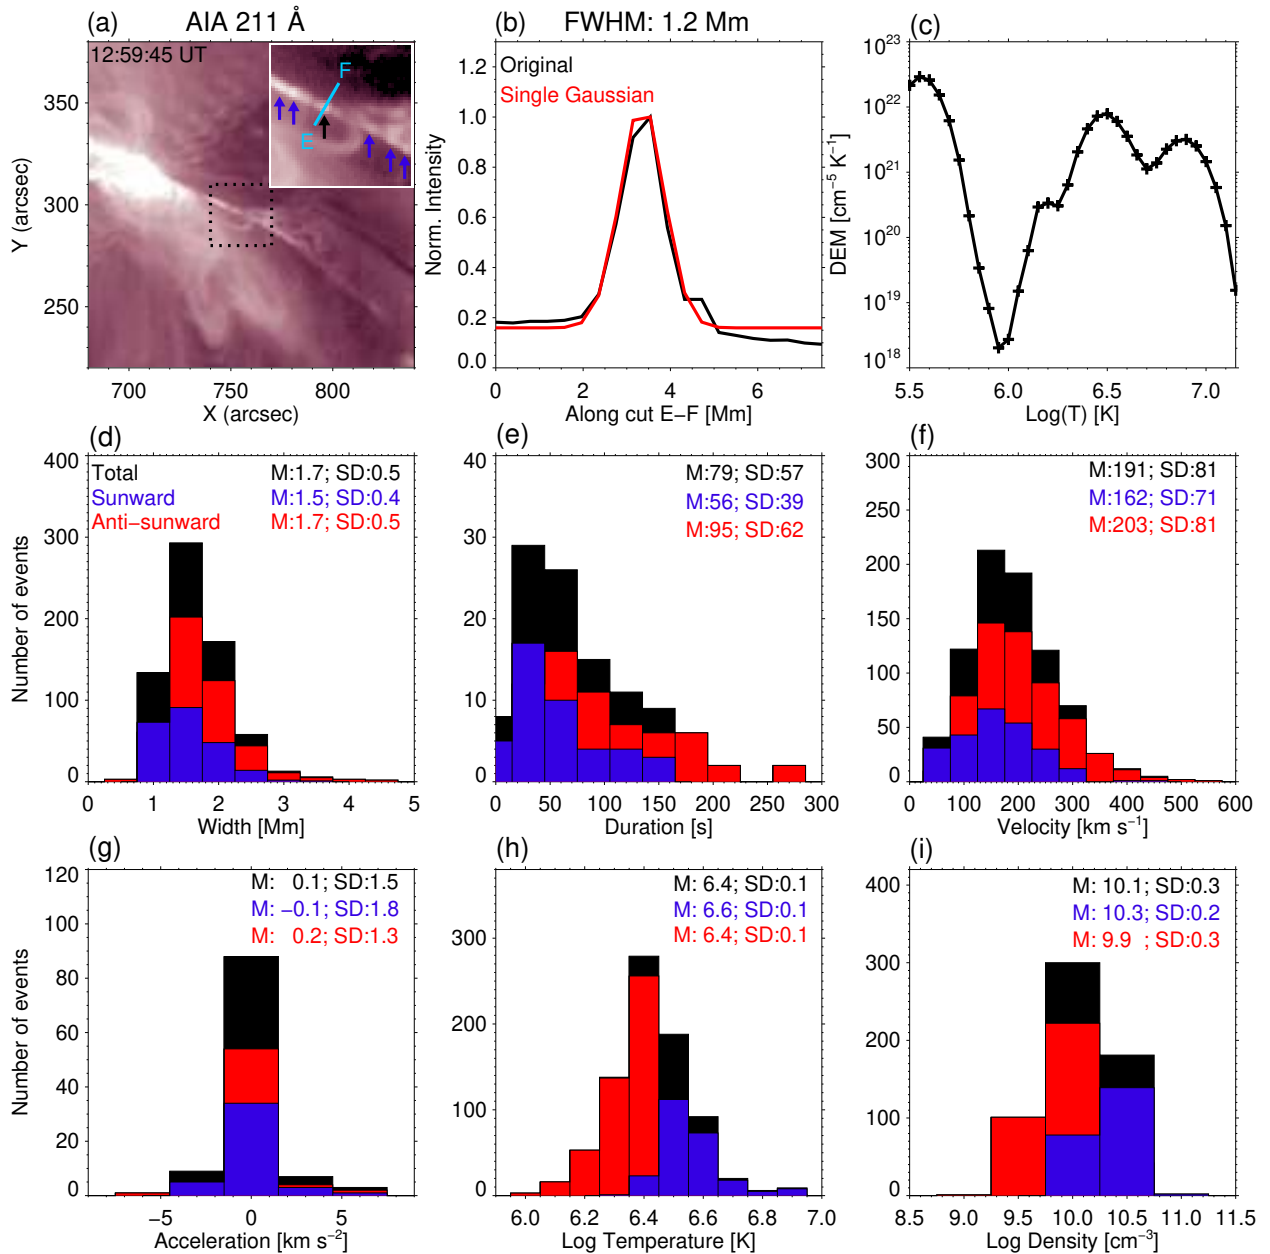 (a) AIA 211 Å
12:59:45 UT
F
E
350
300
250
700 750 800
Y (arcsec)
X (arcsec)
(b) FWHM: 1.2 Mm
Original
Single Gaussian
1.2
1.0
0.8
0.6
0.4
0.2
0.0
0 2 4 6
Norm. Intensity
Along cut E−F [Mm]
(c)
10^23
10^22
10^21
10^20
10^19
10^18
5.5 6.0 6.5 7.0
DEM [cm^−5 K^−1]
Log(T) [K]
(d)
Total M:1.7; SD:0.5
Sunward M:1.5; SD:0.4
Anti−sunward M:1.7; SD:0.5
400
300
200
100
0
0 1 2 3 4 5
Number of events
Width [Mm]
(e)
M:79; SD:57
M:56; SD:39
M:95; SD:62
40
30
20
10
0
0 50 100 150 200 250 300
Duration [s]
(f)
M:191; SD:81
M:162; SD:71
M:203; SD:81
300
250
200
150
100
50
0
0 100 200 300 400 500 600
Velocity [km s^−1]
(g)
M: 0.1; SD:1.5
M: −0.1; SD:1.8
M: 0.2; SD:1.3
120
100
80
60
40
20
0
−5 0 5
Number of events
Acceleration [km s^−2]
(h)
M: 6.4; SD:0.1
M: 6.6; SD:0.1
M: 6.4; SD:0.1
300
200
100
0
6.0 6.2 6.4 6.6 6.8 7.0
Log Temperature [K]
(i)
M: 10.1; SD:0.3
M: 10.3; SD:0.2
M: 9.9 ; SD:0.3
400
300
200
100
0
8.5 9.0 9.5 10.0 10.5 11.0 11.5
Log Density [cm^−3]